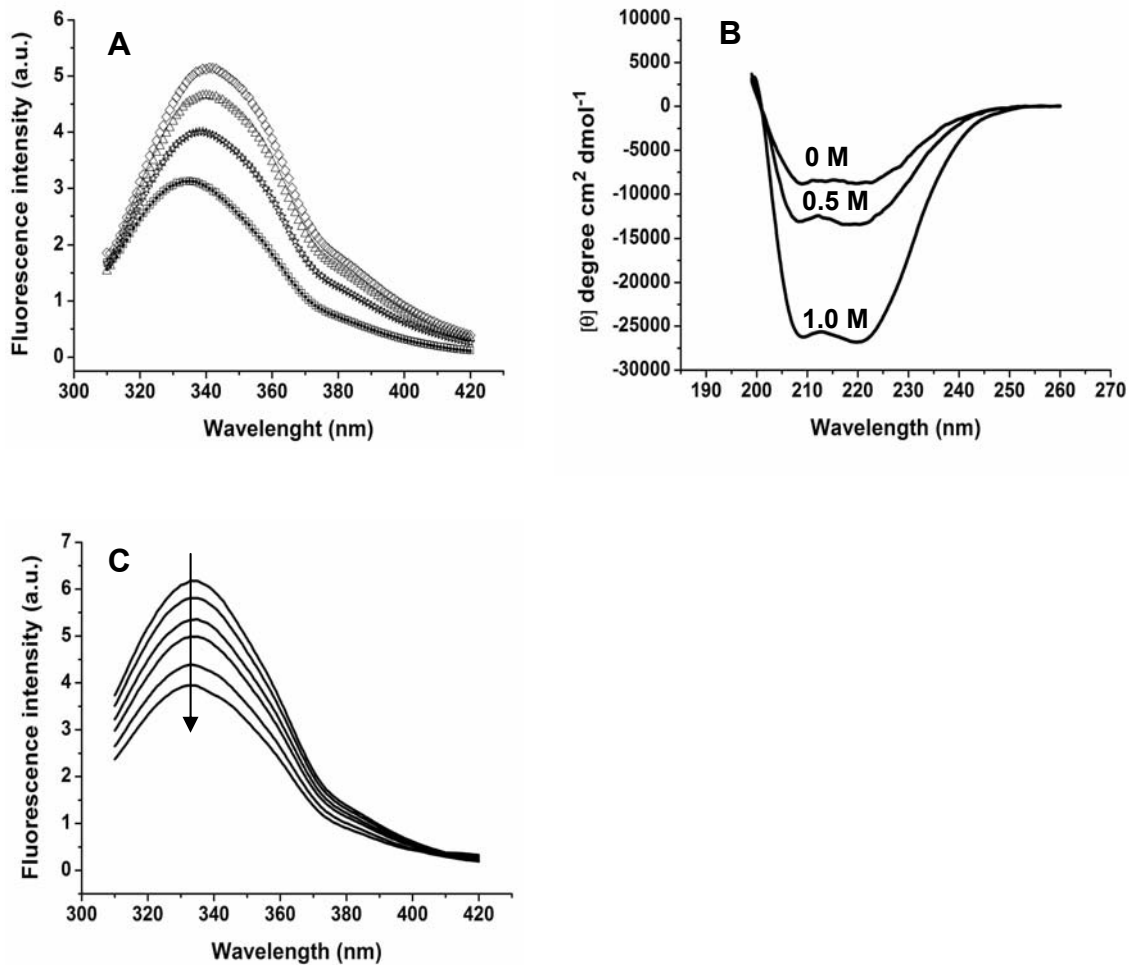 A
Fluorescence intensity (a.u.)
6
5
4
3
2
1
0
300 320 340 360 380 400 420
Wavelenght (nm)
B
[θ] degree cm² dmol⁻¹
10000
5000
0
-5000
-10000
-15000
-20000
-25000
-30000
0 M
0.5 M
1.0 M
190 200 210 220 230 240 250 260 270
Wavelength (nm)
C
Fluorescence intensity (a.u.)
7
6
5
4
3
2
1
0
300 320 340 360 380 400 420
Wavelength (nm)